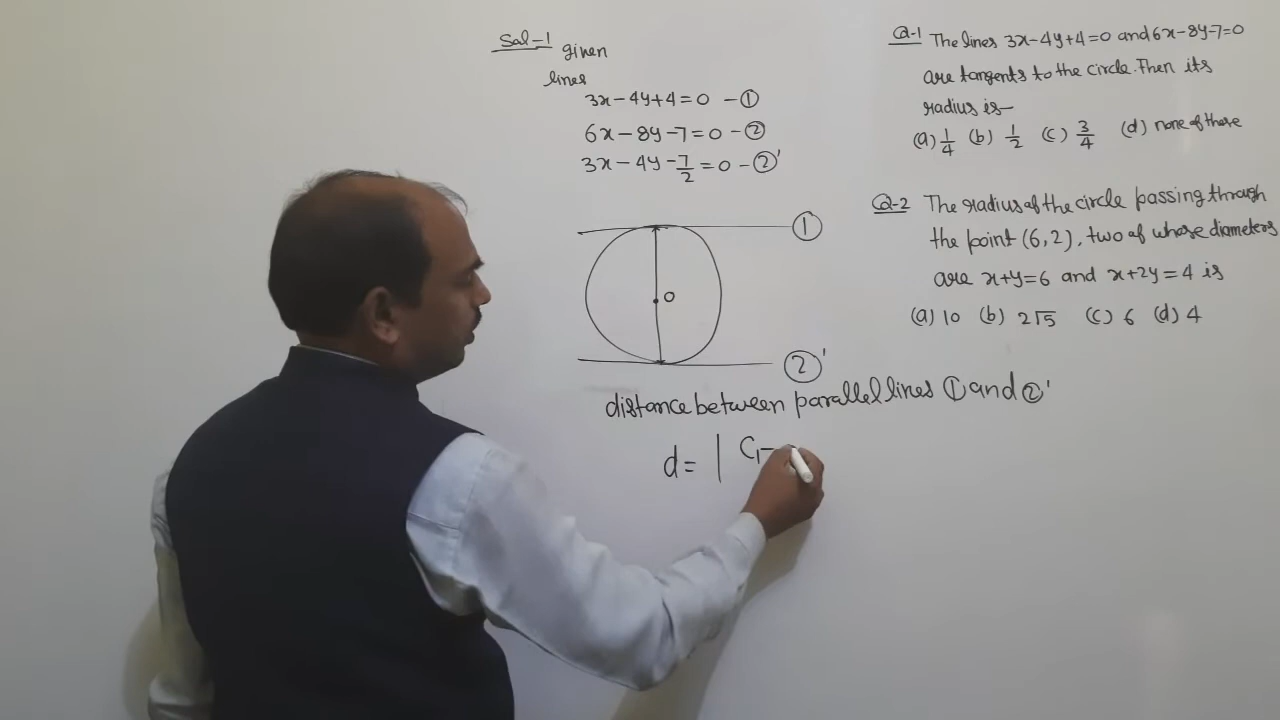 Sol-1 given
lines
3x-4y+4=0 -①
6x-8y-7=0 -②
3x-4y-7/2=0 -②'
①
O
②'
distance between parallel lines ① and ②'
d= | C₁-
Q-1 The lines 3x-4y+4=0 and 6x-8y-7=0
are tangents to the circle. Then its
radius is-
(a) 1/4 (b) 1/2 (c) 3/4 (d) none of these
Q-2 The radius of the circle passing through
the point (6,2), two of whose diameters
are x+y=6 and x+2y=4 is
(a) 10 (b) 2√5 (c) 6 (d) 4